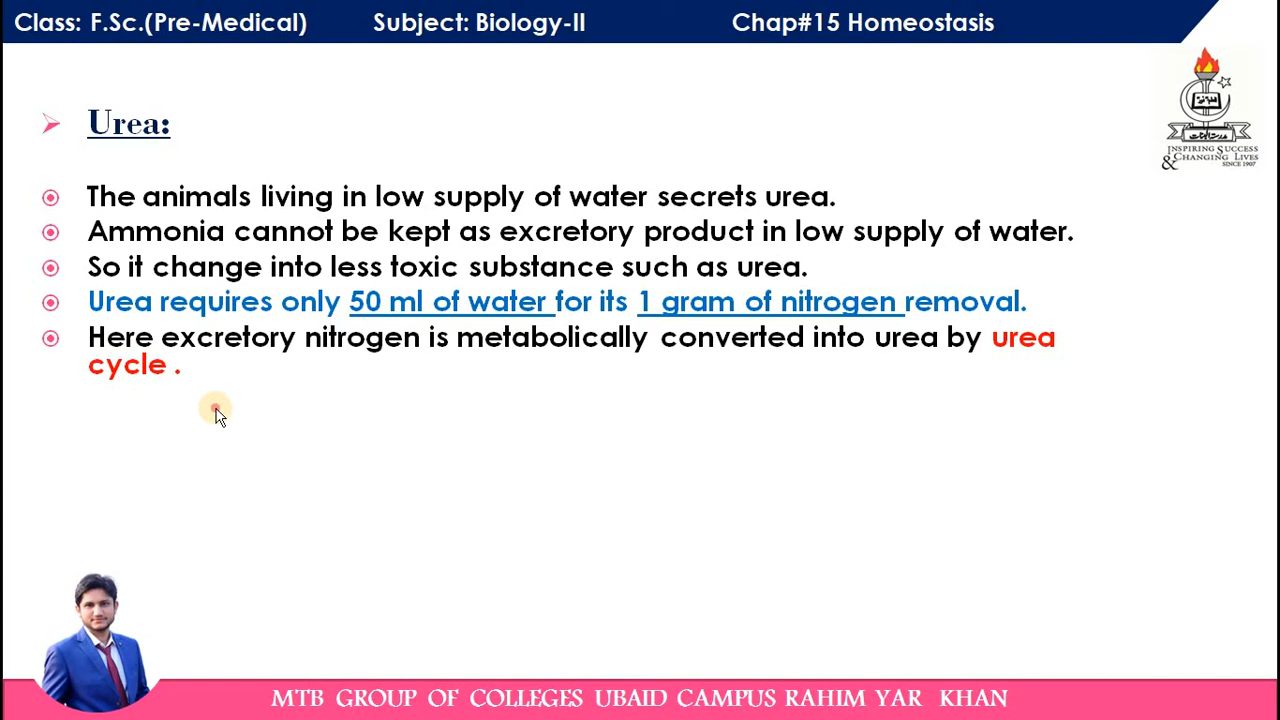 Class: F.Sc.(Pre-Medical) Subject: Biology-II Chap#15 Homeostasis
Urea:
INSPIRING SUCCESS
& CHANGING LIVES
SINCE 1907
The animals living in low supply of water secrets urea.
Ammonia cannot be kept as excretory product in low supply of water.
So it change into less toxic substance such as urea.
Urea requires only 50 ml of water for its 1 gram of nitrogen removal.
Here excretory nitrogen is metabolically converted into urea by urea
cycle .
MTB GROUP OF COLLEGES UBAID CAMPUS RAHIM YAR KHAN